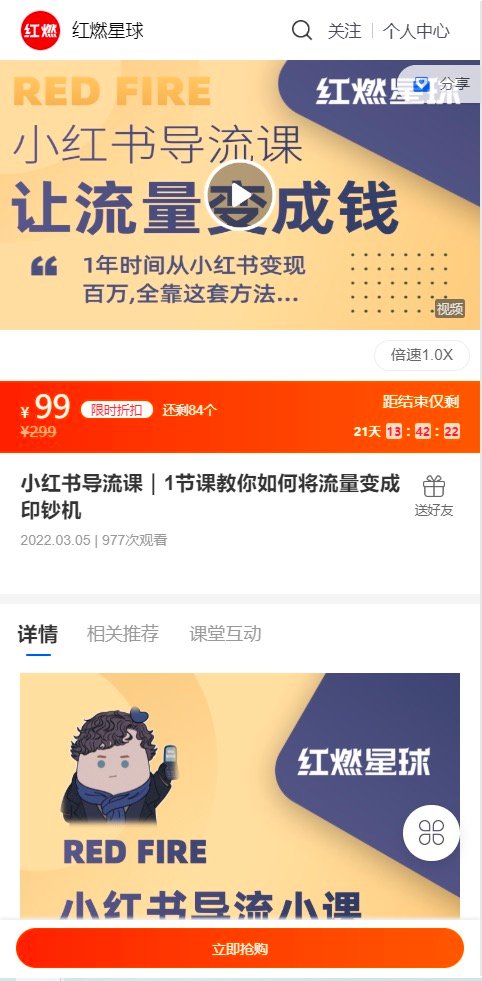 红燃
红燃星球
关注
个人中心
RED FIRE
红燃星球
分享
小红书导流课
让流量变成钱
1年时间从小红书变现
百万,全靠这套方法...
视频
倍速1.0X
¥ 99 限时折扣 还剩84个
距结束仅剩
¥299
21天 13 : 42 : 22
小红书导流课｜1节课教你如何将流量变成
印钞机
送好友
2022.03.05 | 977次观看
详情 相关推荐 课堂互动
红燃星球
RED FIRE
小红书导流小课
立即抢购